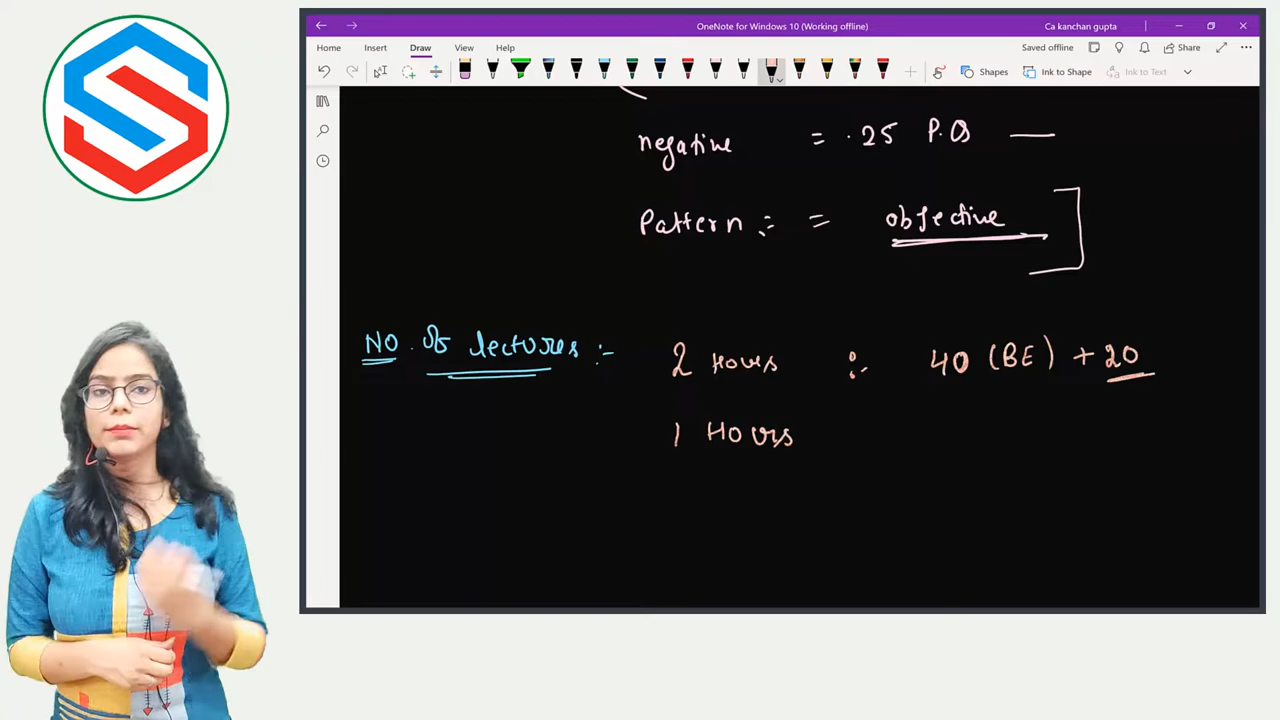 OneNote for Windows 10 (Working offline)
Ca kanchan gupta
Home Insert Draw View Help
Saved offline
Share
Shapes
Ink to Shape
Ink to Text
negative = .25 P.Q —
Pattern :- = objective
NO. of lectures :- 2 Hours :- 40 (BE) + 20
1 Hours